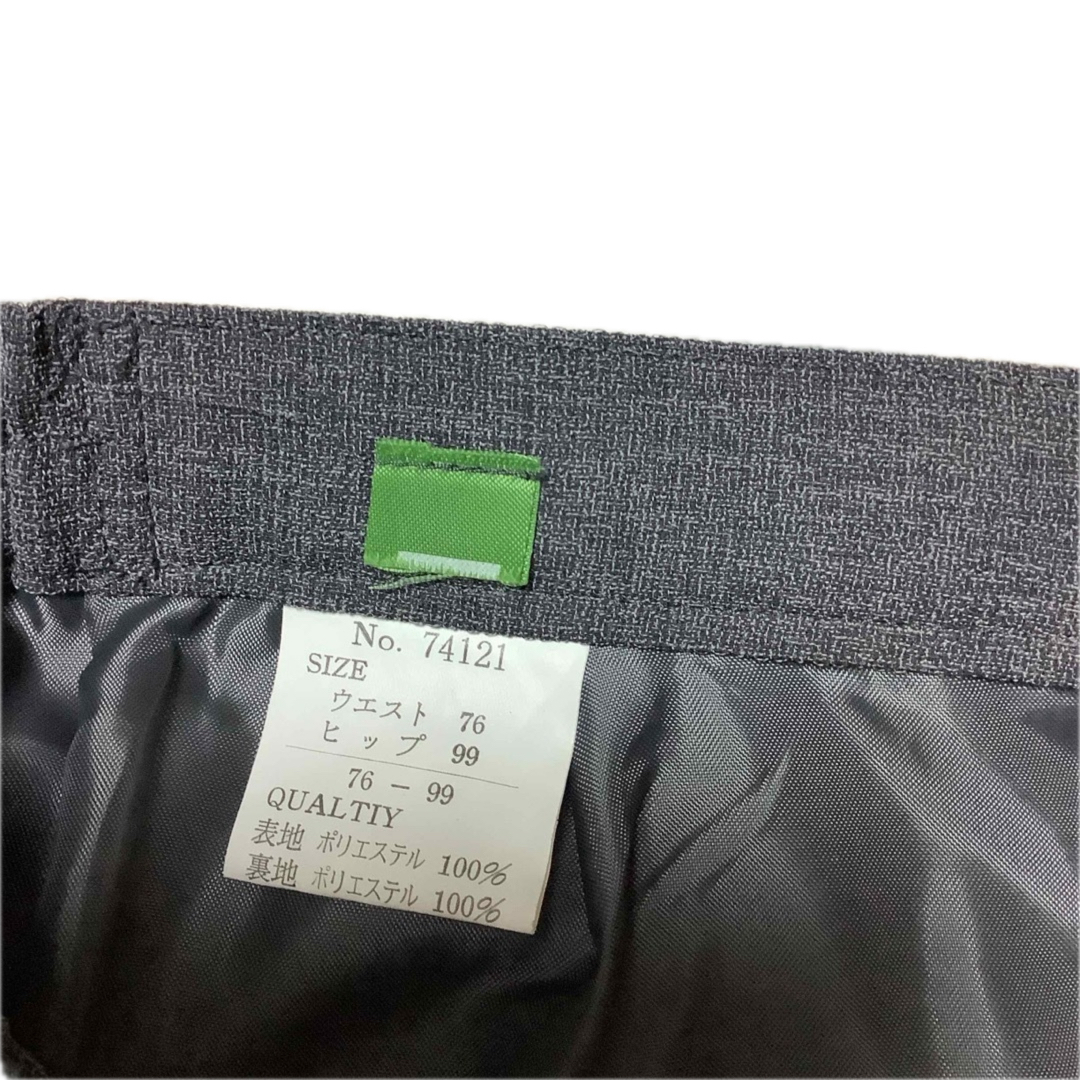 No. 74121
SIZE
ウエスト 76
ヒップ 99
76 － 99
QUALTIY
表地 ポリエステル 100%
裏地 ポリエステル 100%